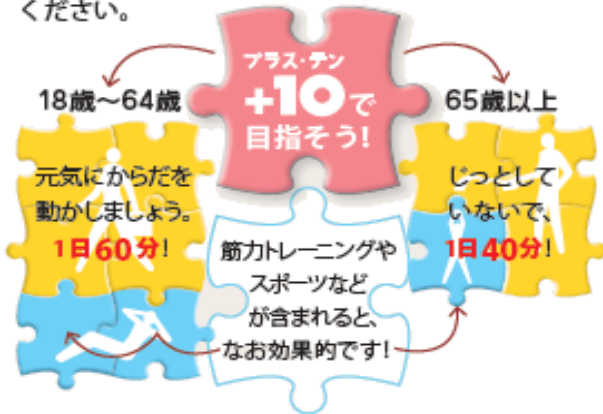 ください。
プラス・テン
+10で
目指そう!
18歳～64歳
元気にからだを
動かしましょう。
1日60分!
65歳以上
じっとして
いないで、
1日40分!
筋力トレーニングや
スポーツなど
が含まれると、
なお効果的です!